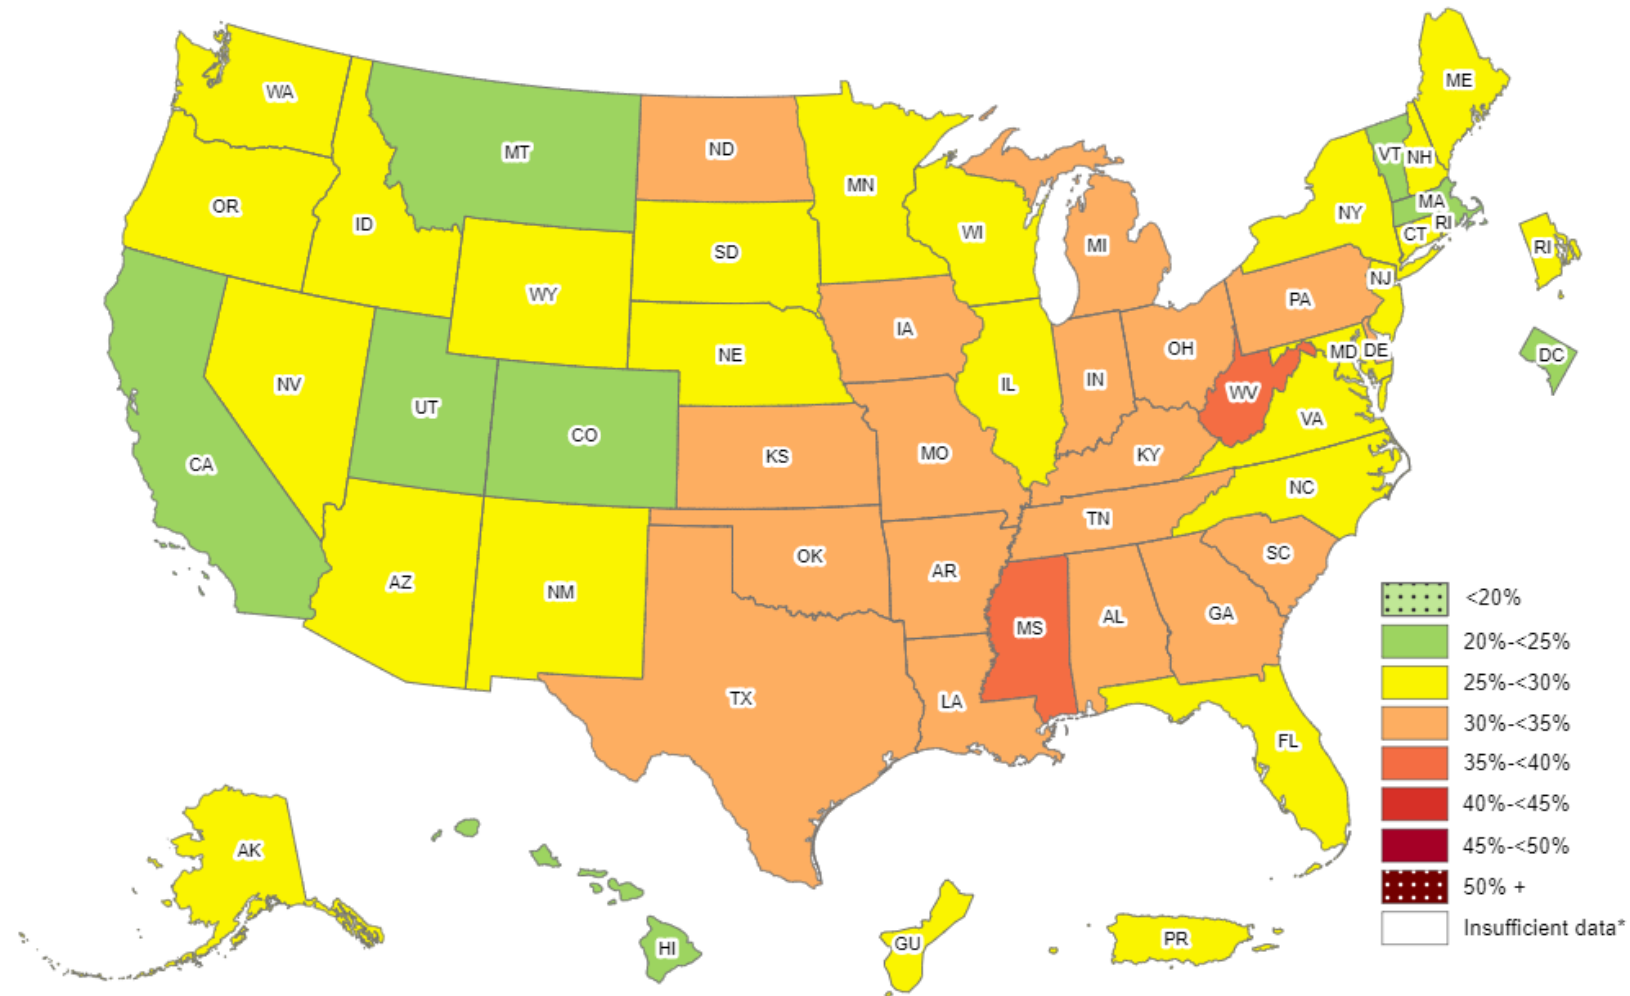 ME
WA
MT
ND
VT
NH
MN
OR
ID
MA
NY
RI
WI
CT
MI
RI
SD
NJ
WY
PA
IA
OH
MD
DE
DC
NE
IN
IL
NV
WV
UT
VA
CO
MO
KY
KS
CA
NC
TN
SC
OK
AR
AZ
NM
<20%
GA
AL
MS
20%-<25%
25%-<30%
TX
LA
30%-<35%
FL
35%-<40%
40%-<45%
AK
45%-<50%
50% +
Insufficient data*
PR
GU
HI